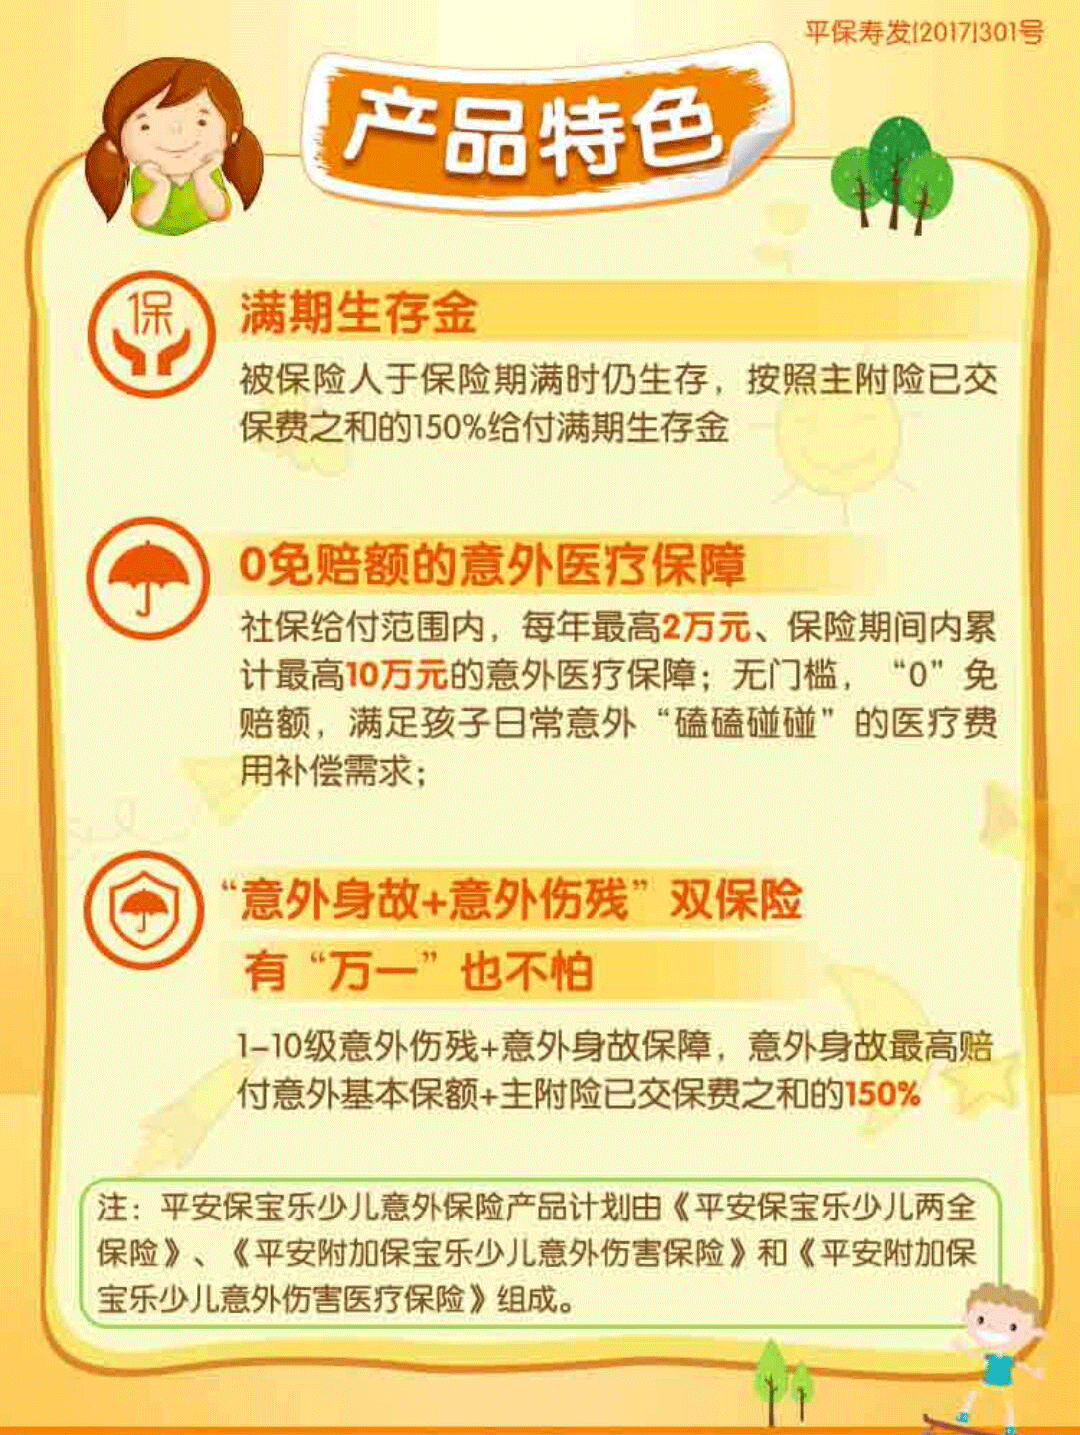 平保寿发[2017]301号
产品特色
保
满期生存金
被保险人于保险期满时仍生存，按照主附险已交
保费之和的150%给付满期生存金
0免赔额的意外医疗保障
社保给付范围内，每年最高2万元、保险期间内累
计最高10万元的意外医疗保障；无门槛，“0”免
赔额，满足孩子日常意外“磕磕碰碰”的医疗费
用补偿需求；
“意外身故+意外伤残”双保险
有“万一”也不怕
1-10级意外伤残+意外身故保障，意外身故最高赔
付意外基本保额+主附险已交保费之和的150%
注：平安保宝乐少儿意外保险产品计划由《平安保宝乐少儿两全
保险》、《平安附加保宝乐少儿意外伤害保险》和《平安附加保
宝乐少儿意外伤害医疗保险》组成。